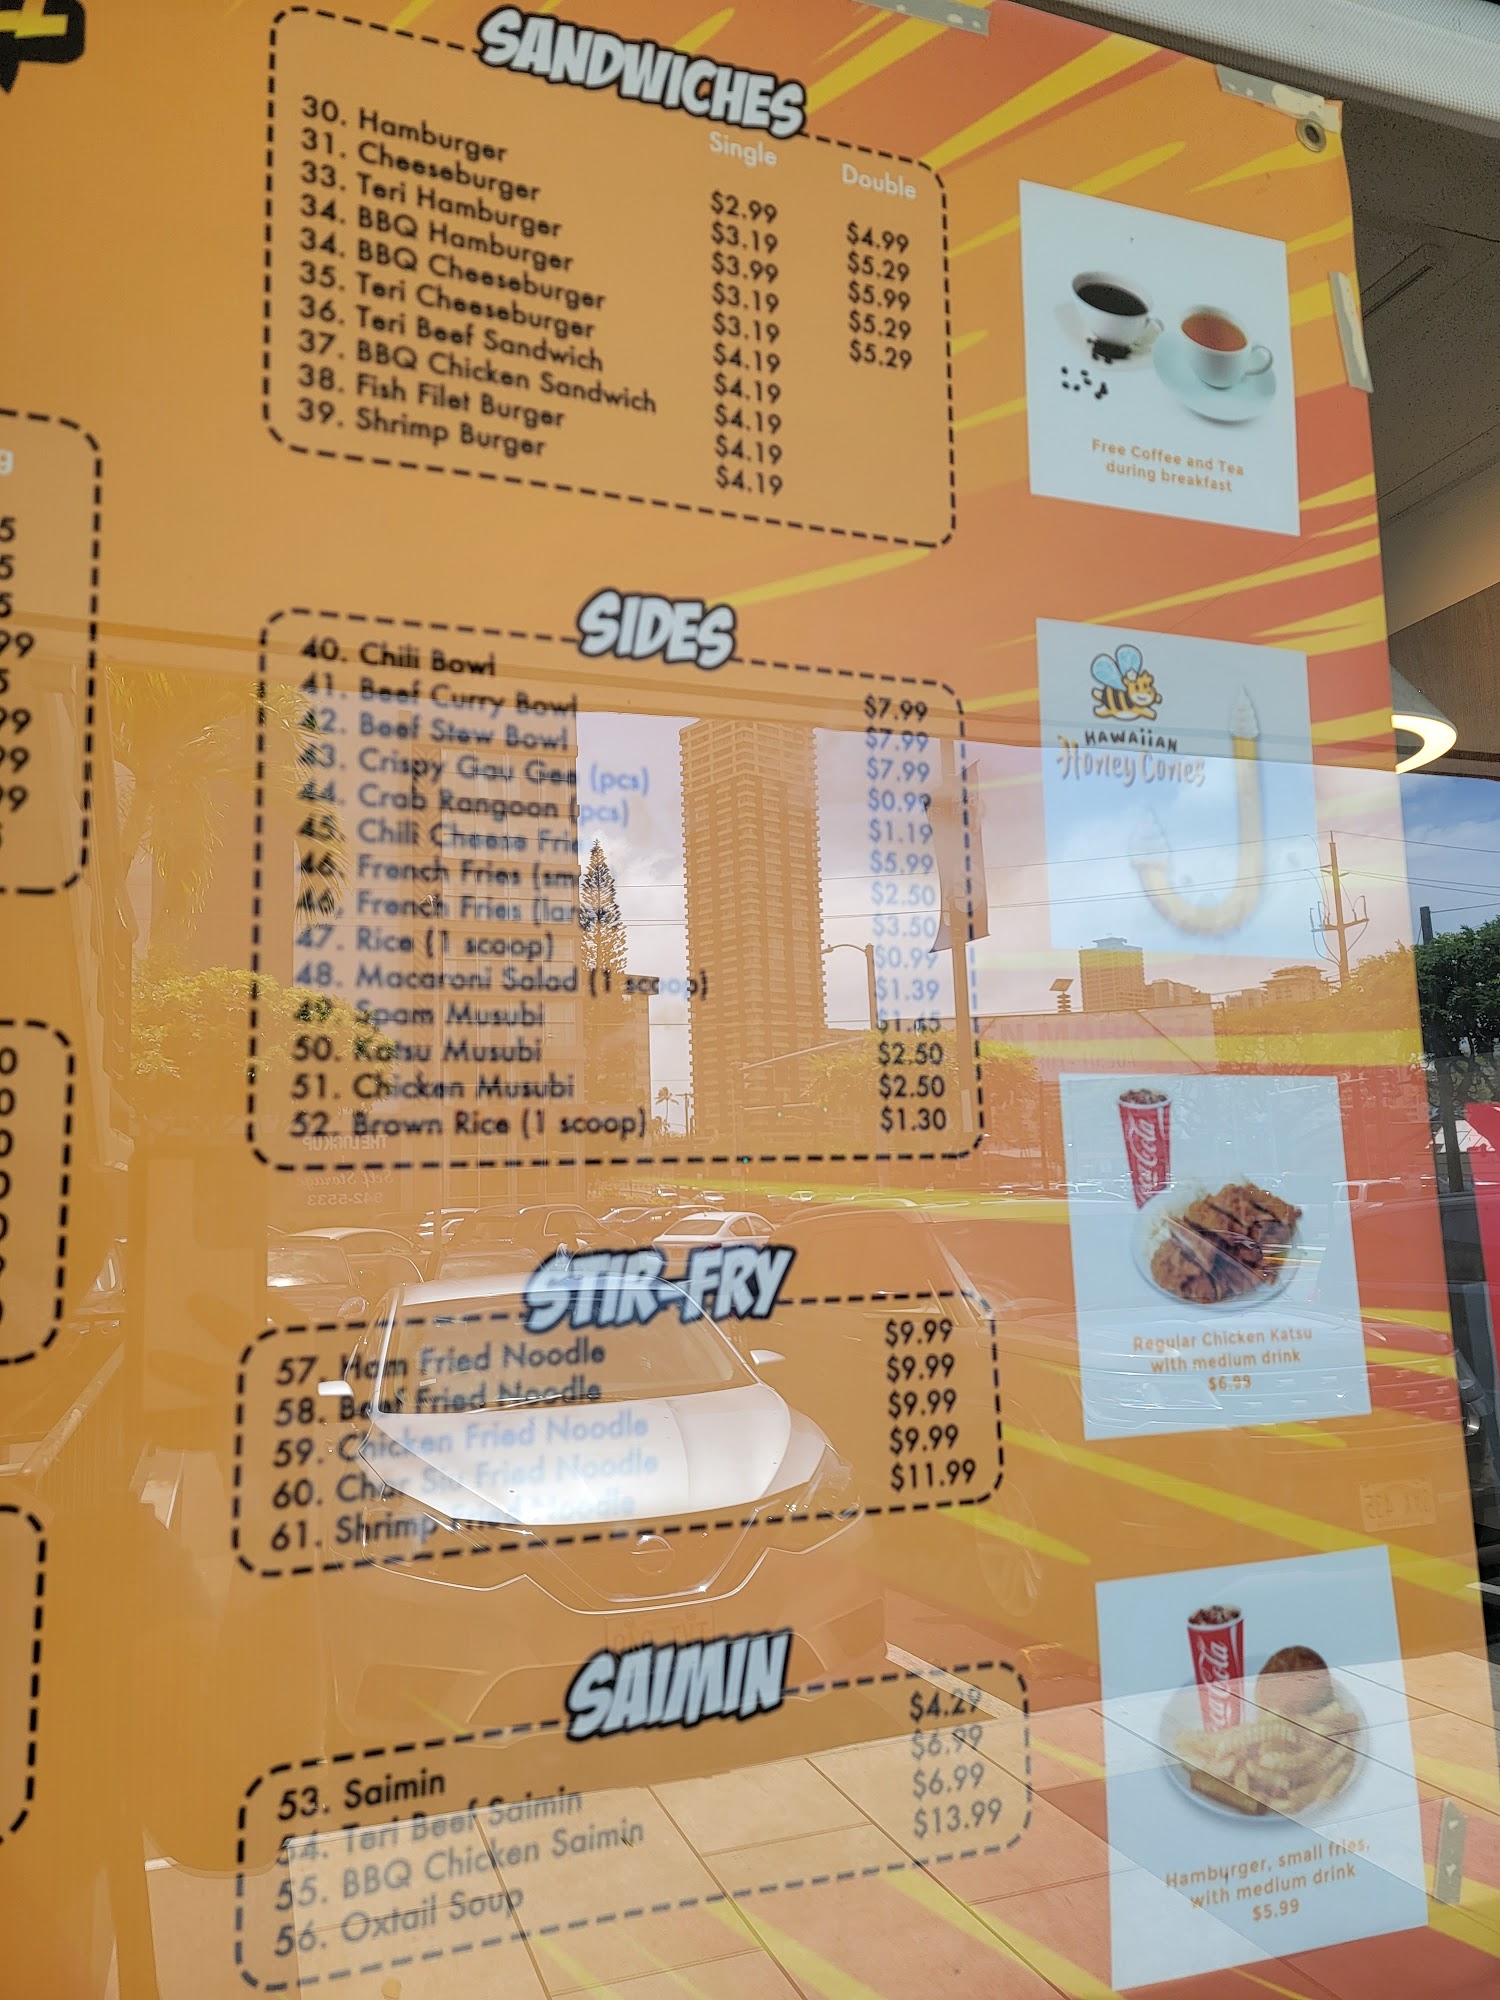 SANDWICHES
Single Double
30. Hamburger $2.99 $4.99
31. Cheeseburger $3.19 $5.29
33. Teri Hamburger $3.99 $5.99
34. BBQ Hamburger $3.19 $5.29
34. BBQ Cheeseburger $3.19 $5.29
35. Teri Cheeseburger $4.19
36. Teri Beef Sandwich $4.19
37. BBQ Chicken Sandwich $4.19
38. Fish Filet Burger $4.19
39. Shrimp Burger $4.19
SIDES
40. Chili Bowl $7.99
41. Beef Curry Bowl $7.99
42. Beef Stew Bowl $7.99
43. Crispy Gau Gee (pcs) $0.99
44. Crab Rangoon (pcs) $1.19
45. Chili Cheese Frie $5.99
46. French Fries (sm $2.50
46, French Fries (lar $3.50
47. Rice (1 scoop) $0.99
48. Macaroni Salad (1 scoop) $1.39
49. Spam Musubi $1.65
50. Katsu Musubi $2.50
51. Chicken Musubi $2.50
52. Brown Rice (1 scoop) $1.30
STIR-FRY
57. Ham Fried Noodle $9.99
58. Beef Fried Noodle $9.99
59. Chicken Fried Noodle $9.99
60. Char Siu Fried Noodle $9.99
61. Shrimp Fried Noodle $11.99
SAIMIN
53. Saimin $4.29
54. Teri Beef Saimin $6.99
55. BBQ Chicken Saimin $6.99
56. Oxtail Soup $13.99
Free Coffee and Tea
during breakfast
HAWAIIAN
Honey Cones
Coca-Cola
Regular Chicken Katsu
with medium drink
$6.99
Coca-Cola
Hamburger, small fries,
with medium drink
$5.99